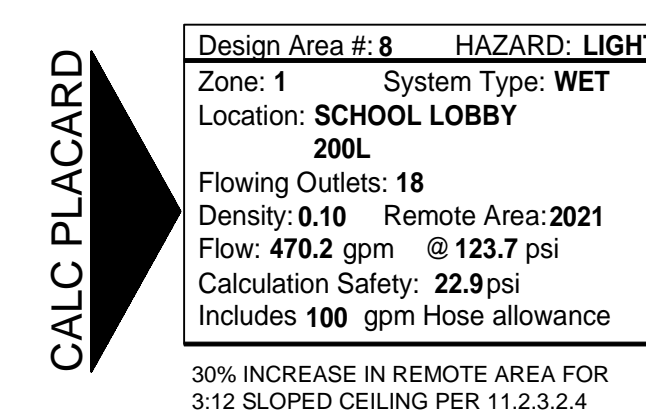 CALC PLACARD
Design Area #: 8 HAZARD: LIGHT
Zone: 1 System Type: WET
Location: SCHOOL LOBBY
200L
Flowing Outlets: 18
Density: 0.10 Remote Area: 2021
Flow: 470.2 gpm @ 123.7 psi
Calculation Safety: 22.9 psi
Includes 100 gpm Hose allowance
30% INCREASE IN REMOTE AREA FOR
3:12 SLOPED CEILING PER 11.2.3.2.4